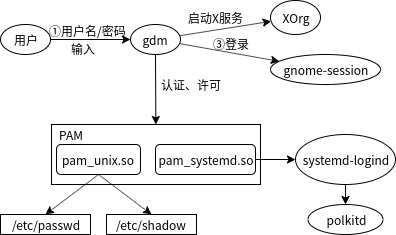 用户
①用户名/密码
输入
gdm
启动X服务
XOrg
③登录
gnome-session
认证、许可
PAM
pam_unix.so
pam_systemd.so
systemd-logind
/etc/passwd
/etc/shadow
polkitd